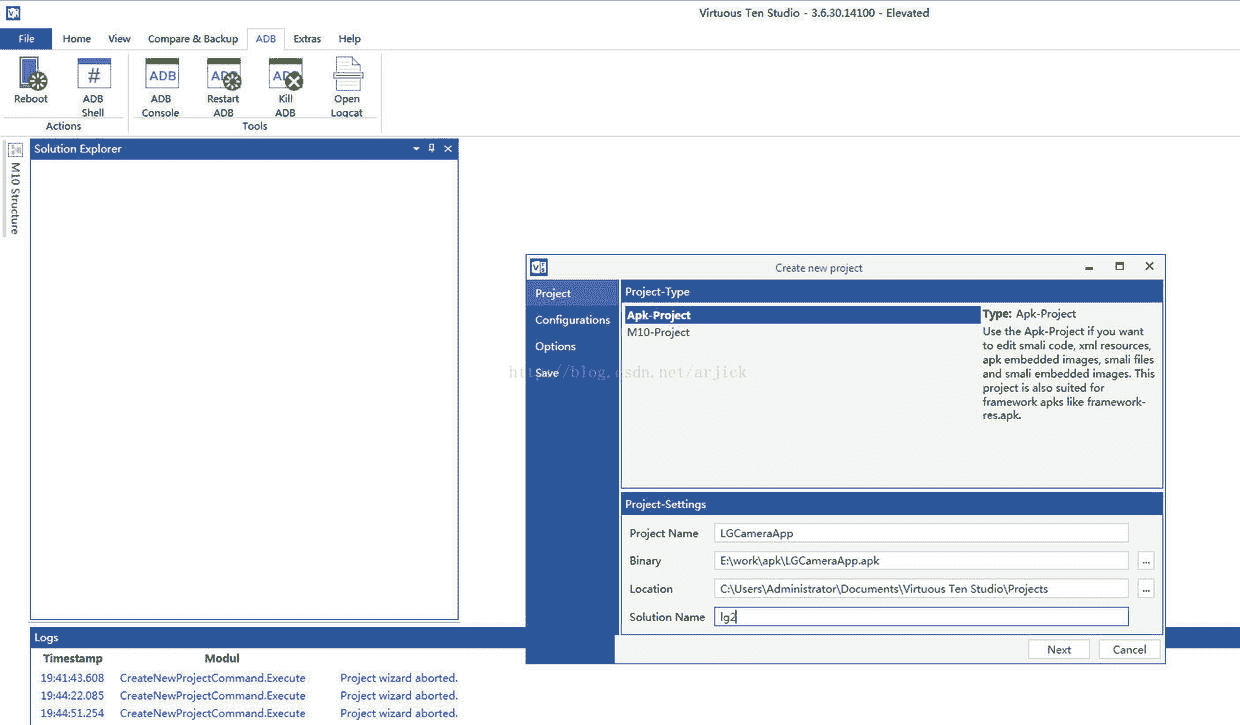 Virtuous Ten Studio - 3.6.30.14100 - Elevated
File Home View Compare & Backup ADB Extras Help
Reboot
# ADB Shell
ADB ADB Console
Restart ADB
Kill ADB
Open Logcat
Actions Tools
M10 Structure
Solution Explorer
Create new project
Project
Configurations
Options
Save
Project-Type
Apk-Project
M10-Project
Type: Apk-Project
Use the Apk-Project if you want
to edit smali code, xml resources,
apk embedded images, smali files
and smali embedded images. This
project is also suited for
framework apks like framework-
res.apk.
http://blog.csdn.net/arjick
Project-Settings
Project Name LGCameraApp
Binary E:\work\apk\LGCameraApp.apk ...
Location C:\Users\Administrator\Documents\Virtuous Ten Studio\Projects ...
Solution Name lg2
Next Cancel
Logs
Timestamp Modul
19:41:43.608 CreateNewProjectCommand.Execute Project wizard aborted.
19:44:22.085 CreateNewProjectCommand.Execute Project wizard aborted.
19:44:51.254 CreateNewProjectCommand.Execute Project wizard aborted.